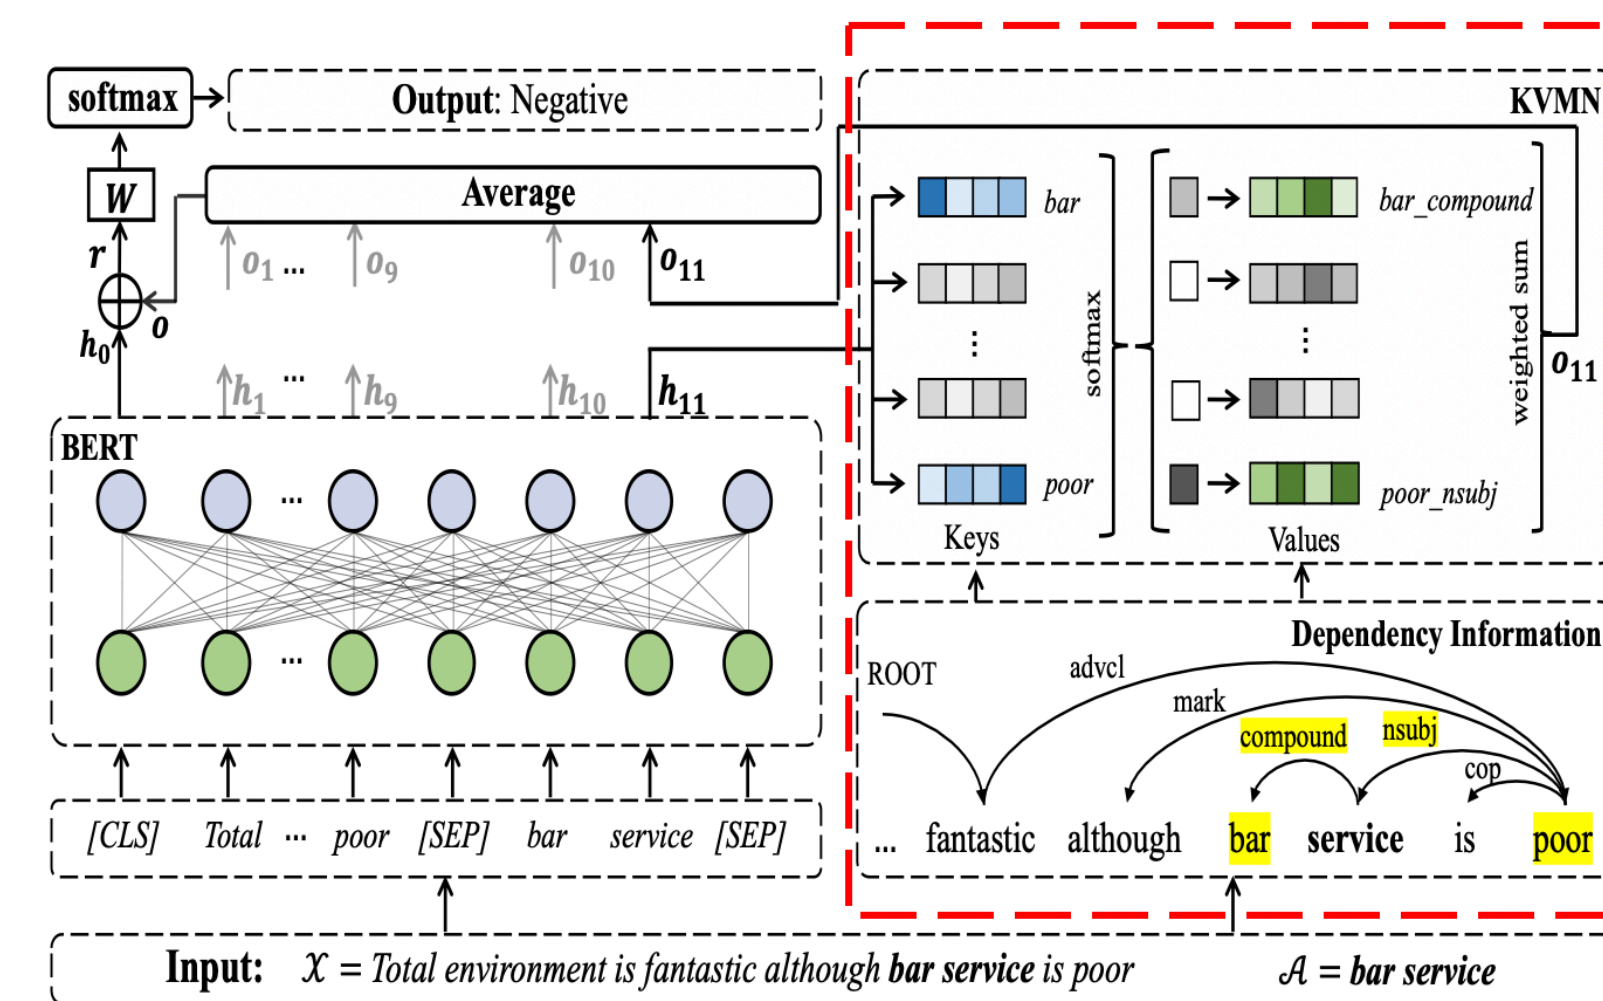 softmax
Output: Negative
KVMN
W
Average
r
o
h0
o1 ... o9 o10 o11
h1 ... h9 h10 h11
bar
...
poor
Keys
softmax
bar_compound
...
poor_nsubj
Values
weighted sum
o11
BERT
...
...
[CLS] Total ... poor [SEP] bar service [SEP]
Dependency Information
ROOT
advcl
mark
compound
nsubj
cop
... fantastic although bar service is poor
Input: 𝒳 = Total environment is fantastic although bar service is poor 𝒜 = bar service